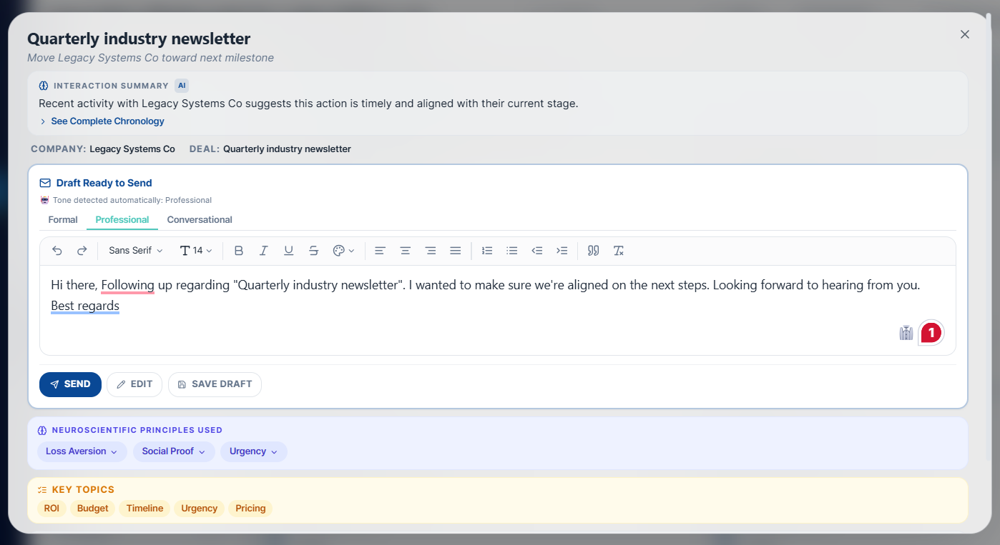 Quarterly industry newsletter
Move Legacy Systems Co toward next milestone
INTERACTION SUMMARY AI
Recent activity with Legacy Systems Co suggests this action is timely and aligned with their current stage.
See Complete Chronology
COMPANY: Legacy Systems Co DEAL: Quarterly industry newsletter
Draft Ready to Send
Tone detected automatically: Professional
Formal Professional Conversational
Sans Serif T 14 B I U S
Hi there, Following up regarding "Quarterly industry newsletter". I wanted to make sure we're aligned on the next steps. Looking forward to hearing from you.
Best regards
1
SEND EDIT SAVE DRAFT
NEUROSCIENTIFIC PRINCIPLES USED
Loss Aversion Social Proof Urgency
KEY TOPICS
ROI Budget Timeline Urgency Pricing